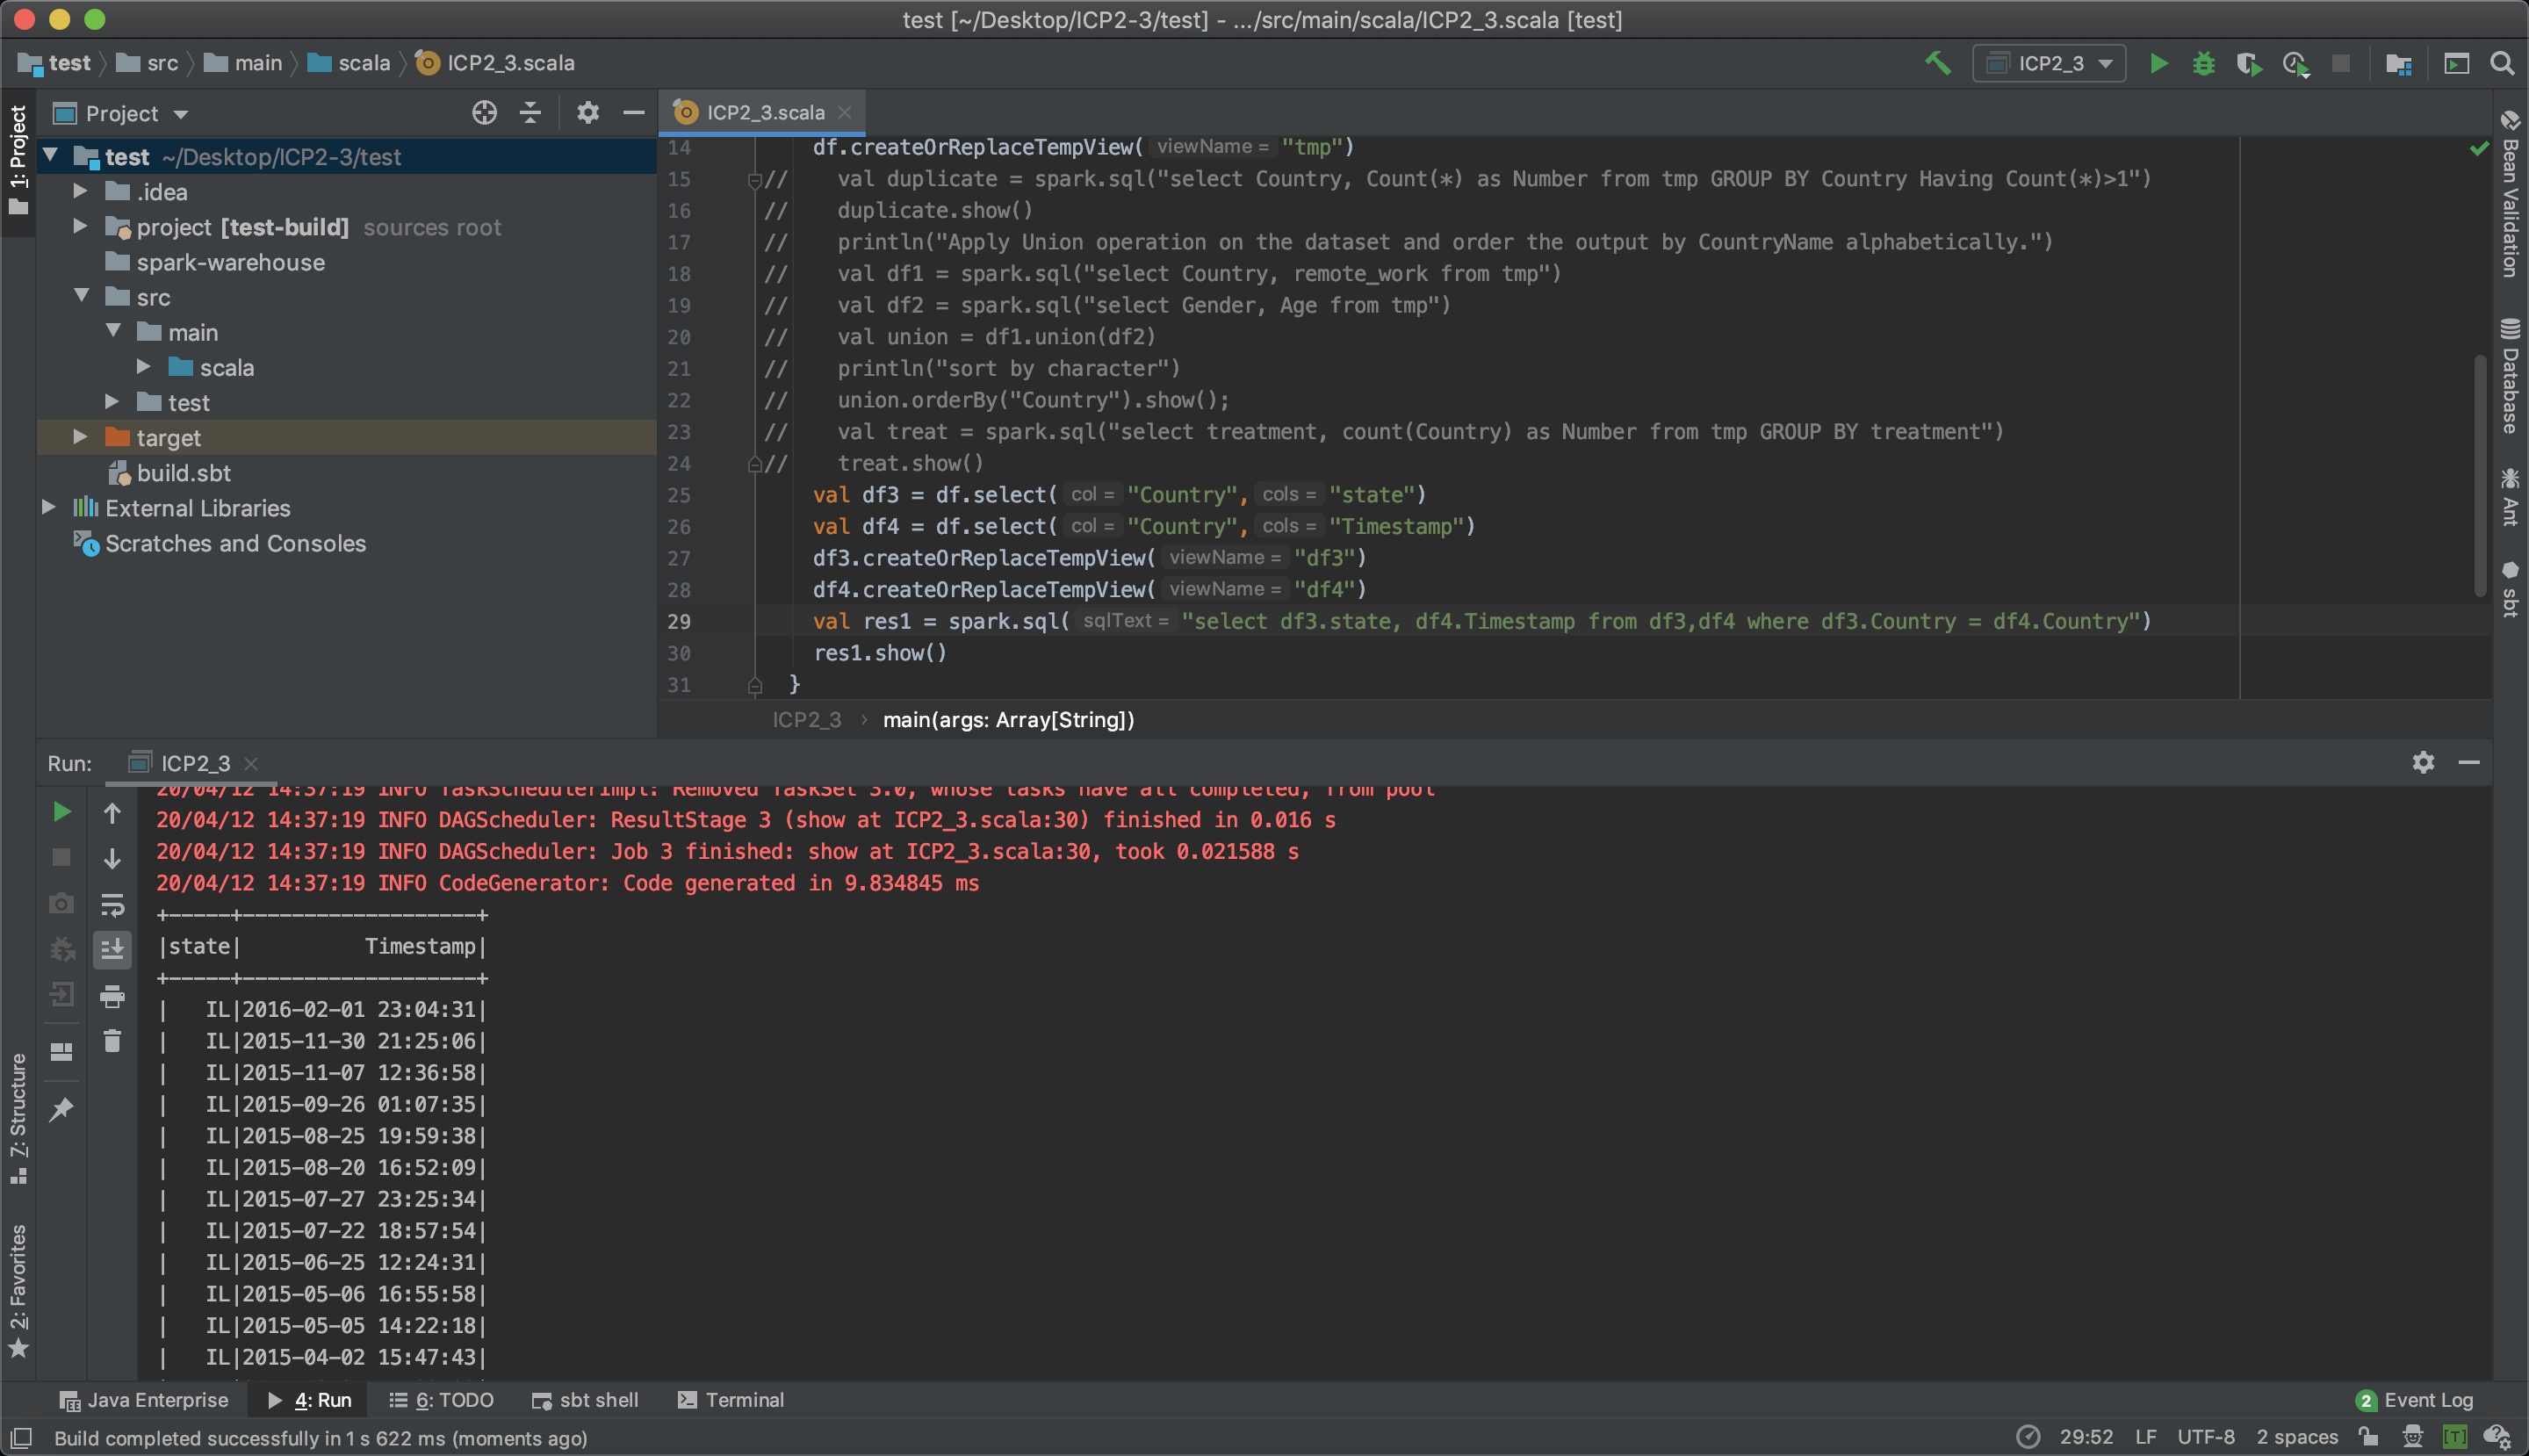 test [~/Desktop/ICP2-3/test] - .../src/main/scala/ICP2_3.scala [test]
test src main scala ICP2_3.scala
ICP2_3
Project
ICP2_3.scala
1: Project
test ~/Desktop/ICP2-3/test
.idea
project [test-build] sources root
spark-warehouse
src
main
scala
test
target
build.sbt
External Libraries
Scratches and Consoles
14 df.createOrReplaceTempView( viewName = "tmp")
15 // val duplicate = spark.sql("select Country, Count(*) as Number from tmp GROUP BY Country Having Count(*)>1")
16 // duplicate.show()
17 // println("Apply Union operation on the dataset and order the output by CountryName alphabetically.")
18 // val df1 = spark.sql("select Country, remote_work from tmp")
19 // val df2 = spark.sql("select Gender, Age from tmp")
20 // val union = df1.union(df2)
21 // println("sort by character")
22 // union.orderBy("Country").show();
23 // val treat = spark.sql("select treatment, count(Country) as Number from tmp GROUP BY treatment")
24 // treat.show()
25 val df3 = df.select( col = "Country", cols = "state")
26 val df4 = df.select( col = "Country", cols = "Timestamp")
27 df3.createOrReplaceTempView( viewName = "df3")
28 df4.createOrReplaceTempView( viewName = "df4")
29 val res1 = spark.sql( sqlText = "select df3.state, df4.Timestamp from df3,df4 where df3.Country = df4.Country")
30 res1.show()
31 }
ICP2_3 › main(args: Array[String])
Bean Validation
Database
Ant
sbt
Run: ICP2_3
20/04/12 14:37:19 INFO TaskSchedulerImpl: Removed TaskSet 3.0, whose tasks have all completed, from pool
20/04/12 14:37:19 INFO DAGScheduler: ResultStage 3 (show at ICP2_3.scala:30) finished in 0.016 s
20/04/12 14:37:19 INFO DAGScheduler: Job 3 finished: show at ICP2_3.scala:30, took 0.021588 s
20/04/12 14:37:19 INFO CodeGenerator: Code generated in 9.834845 ms
+-----+-------------------+
|state|          Timestamp|
+-----+-------------------+
|   IL|2016-02-01 23:04:31|
|   IL|2015-11-30 21:25:06|
|   IL|2015-11-07 12:36:58|
|   IL|2015-09-26 01:07:35|
|   IL|2015-08-25 19:59:38|
|   IL|2015-08-20 16:52:09|
|   IL|2015-07-27 23:25:34|
|   IL|2015-07-22 18:57:54|
|   IL|2015-06-25 12:24:31|
|   IL|2015-05-06 16:55:58|
|   IL|2015-05-05 14:22:18|
|   IL|2015-04-02 15:47:43|
Z: Structure
2: Favorites
Java Enterprise 4: Run 6: TODO sbt shell Terminal 2 Event Log
Build completed successfully in 1 s 622 ms (moments ago) 29:52 LF UTF-8 2 spaces [T]